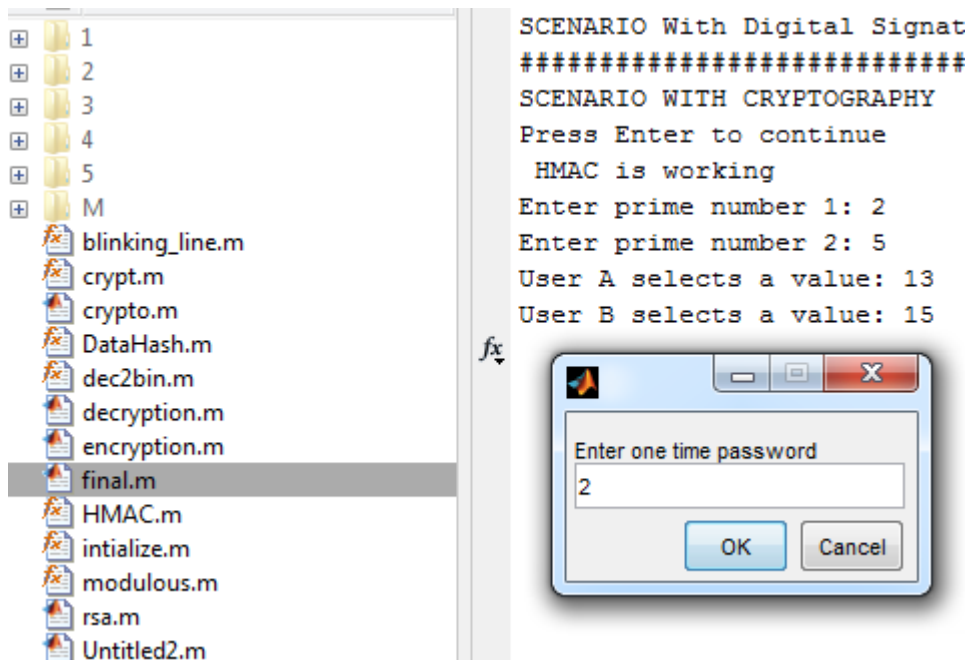 1
2
3
4
5
M
blinking_line.m
crypt.m
crypto.m
DataHash.m
dec2bin.m
decryption.m
encryption.m
final.m
HMAC.m
intialize.m
modulous.m
rsa.m
Untitled2.m
SCENARIO With Digital Signat
############################
SCENARIO WITH CRYPTOGRAPHY
Press Enter to continue
HMAC is working
Enter prime number 1: 2
Enter prime number 2: 5
User A selects a value: 13
User B selects a value: 15
fx
Enter one time password
2
OK Cancel